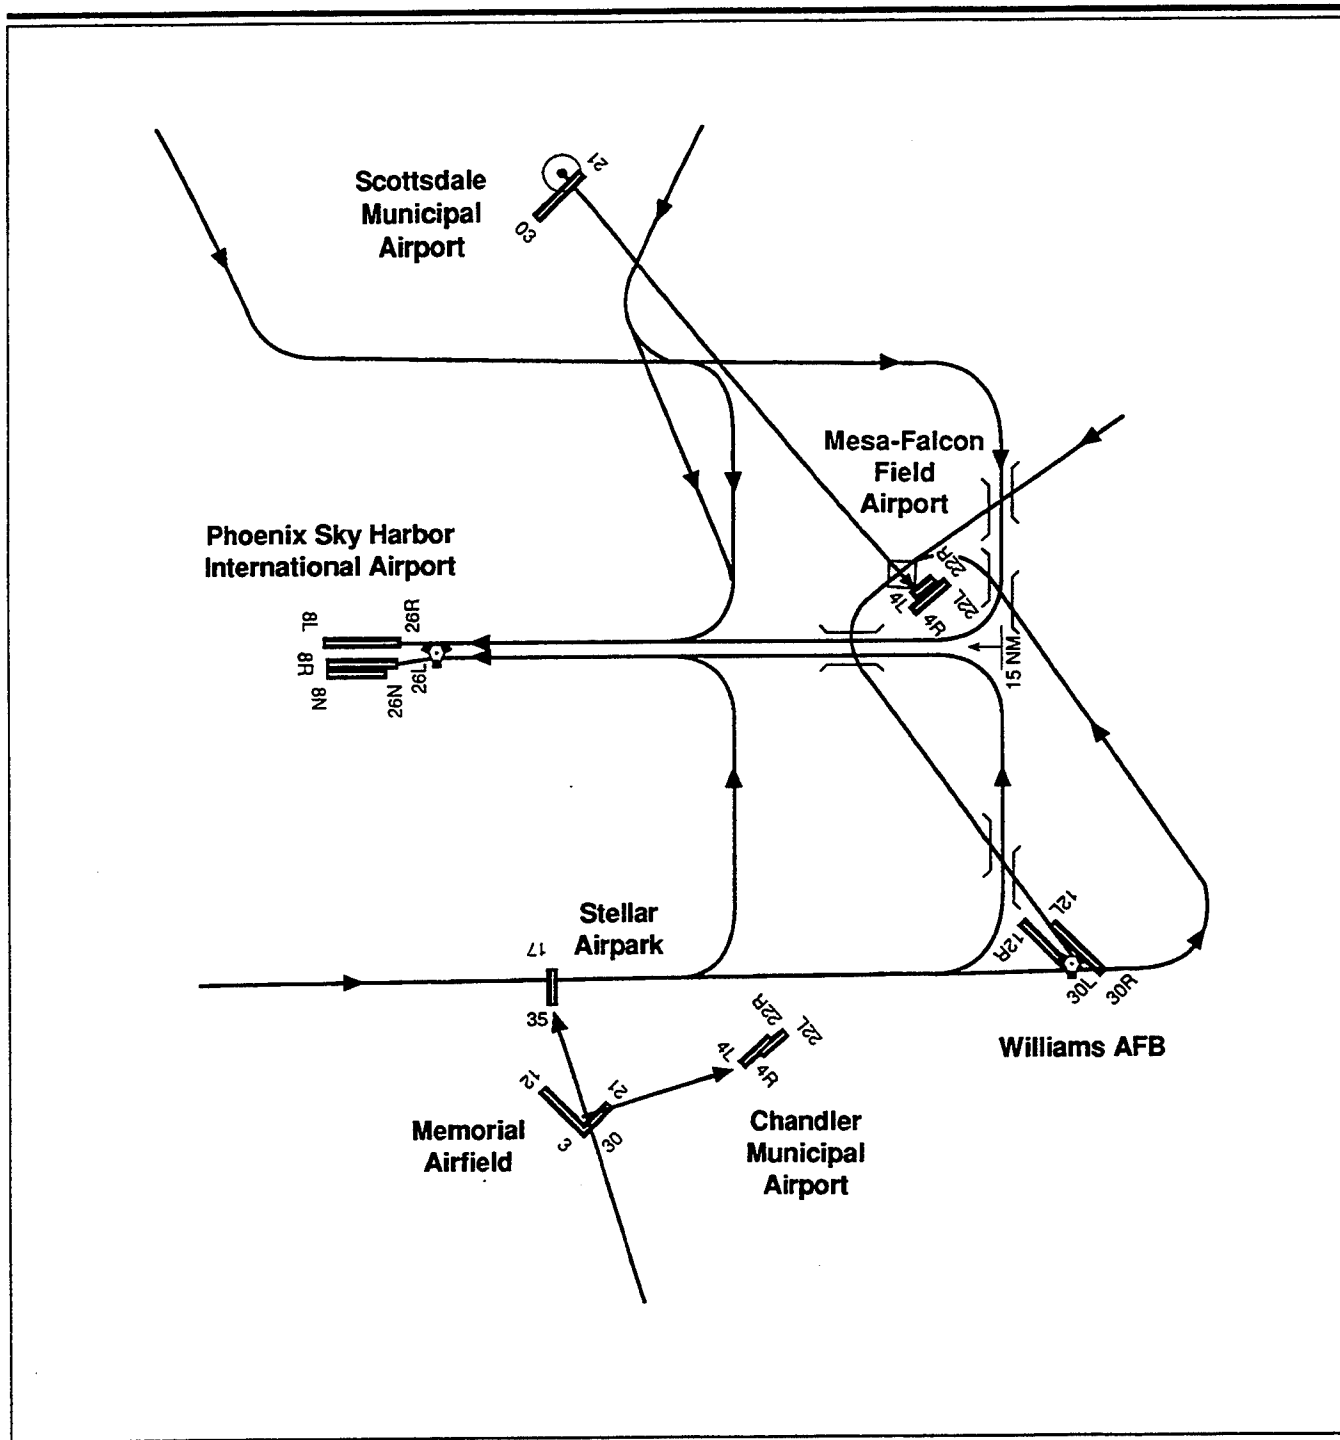 21
Scottsdale
Municipal
Airport
03
Mesa-Falcon
Field
Airport
Phoenix Sky Harbor
International Airport
22R
22L
4L
4R
8L
26R
8R
26L
8N
26N
15 NM
Stellar
Airpark
17
35
12L
12R
30L
30R
Williams AFB
22R
22L
4L
4R
Chandler
Municipal
Airport
12
21
3
30
Memorial
Airfield